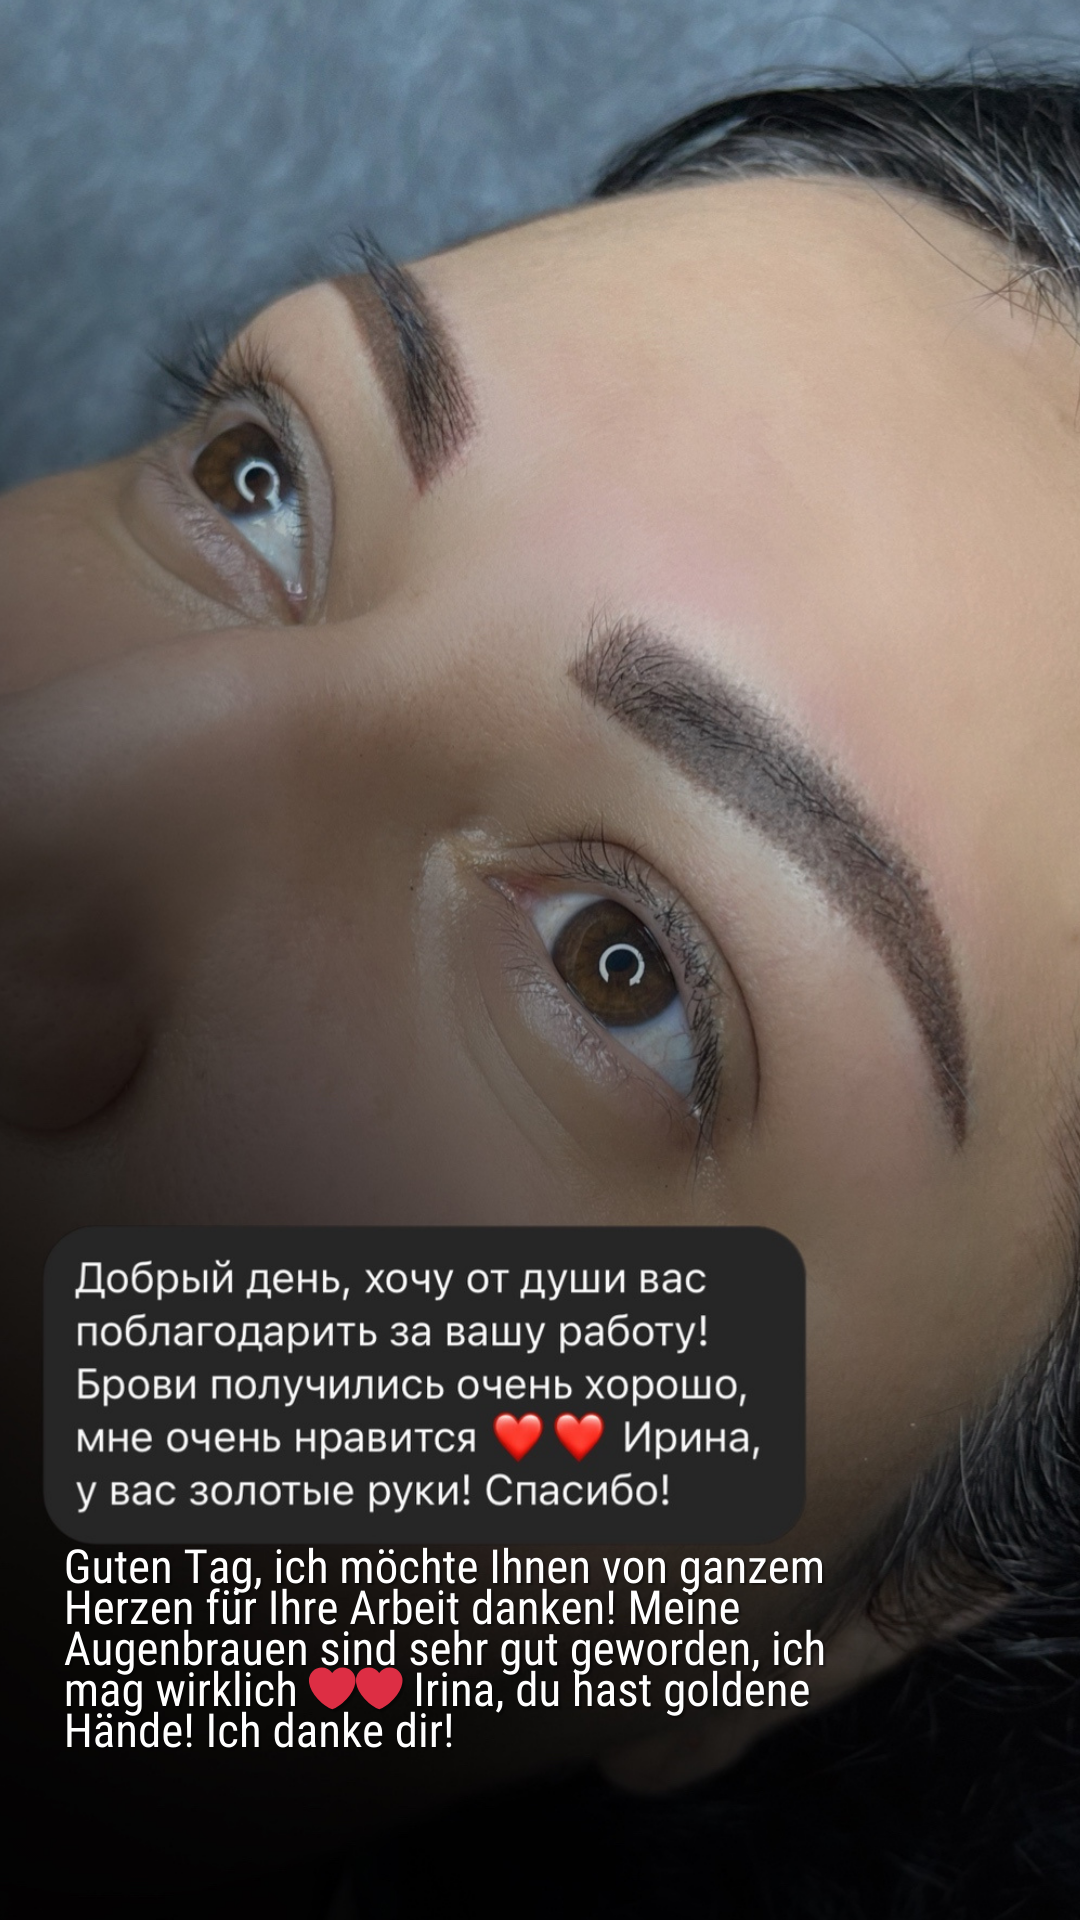 Добрый день, хочу от души вас
поблагодарить за вашу работу!
Брови получились очень хорошо,
мне очень нравится ❤️❤️ Ирина,
у вас золотые руки! Спасибо!
Guten Tag, ich möchte Ihnen von ganzem
Herzen für Ihre Arbeit danken! Meine
Augenbrauen sind sehr gut geworden, ich
mag wirklich ❤️❤️ Irina, du hast goldene
Hände! Ich danke dir!